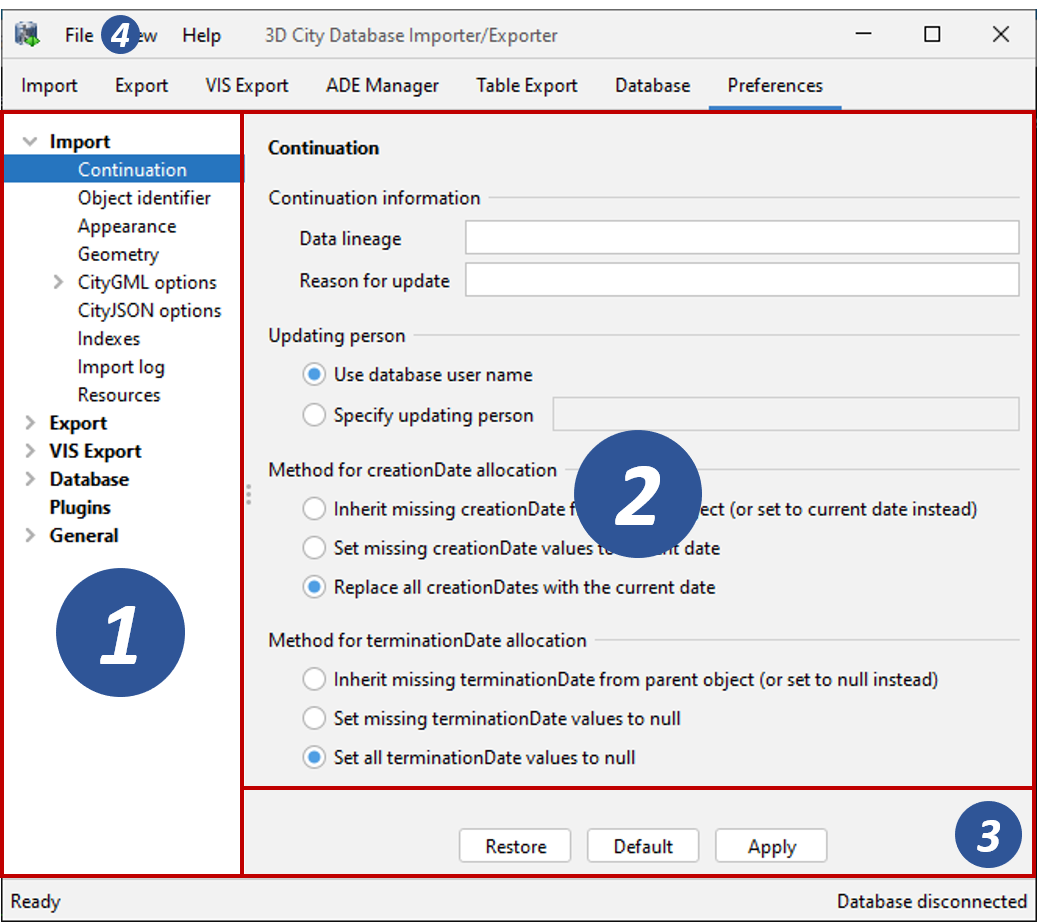 File 4 ew Help 3D City Database Importer/Exporter
Import Export VIS Export ADE Manager Table Export Database Preferences
Import
Continuation
Object identifier
Appearance
Geometry
CityGML options
CityJSON options
Indexes
Import log
Resources
Export
VIS Export
Database
Plugins
General
1
Continuation
Continuation information
Data lineage
Reason for update
Updating person
Use database user name
Specify updating person
Method for creationDate allocation
2
Inherit missing creationDate ect (or set to current date instead)
Set missing creationDate values date
Replace all creationDates with the current date
Method for terminationDate allocation
Inherit missing terminationDate from parent object (or set to null instead)
Set missing terminationDate values to null
Set all terminationDate values to null
Restore Default Apply
3
Ready Database disconnected